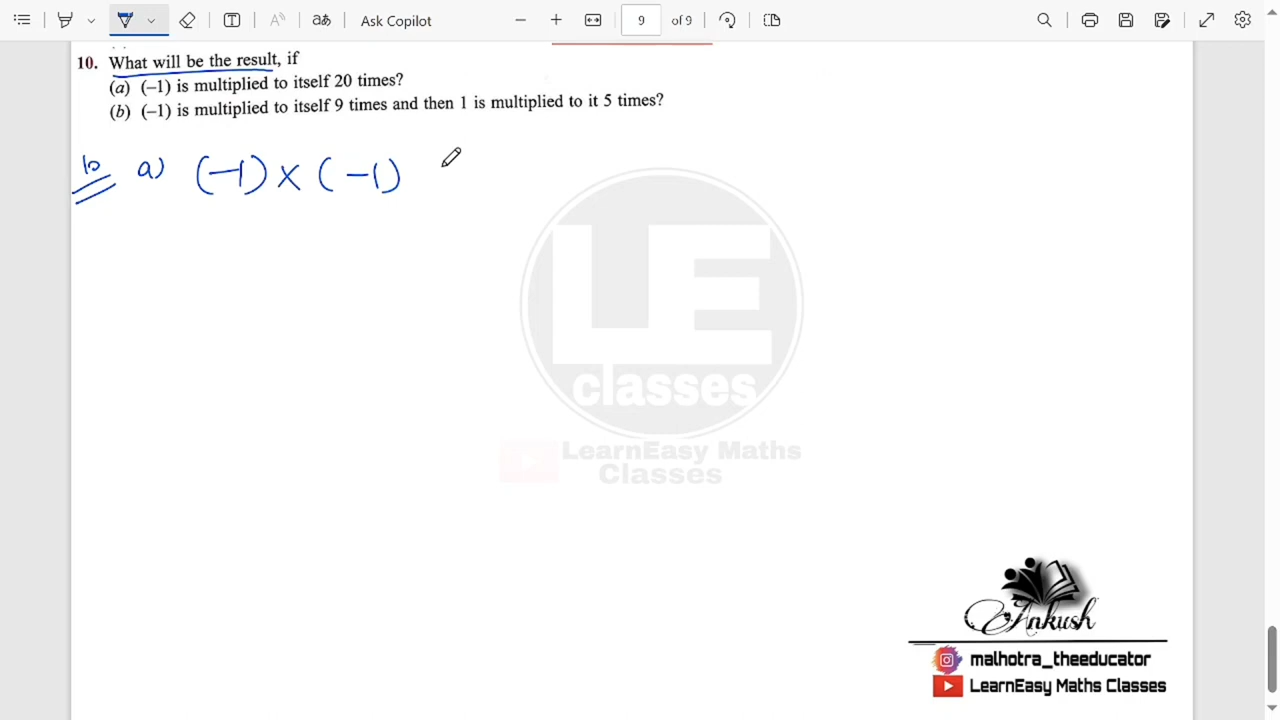 Ask Copilot
9 of 9
10. What will be the result, if
(a) (–1) is multiplied to itself 20 times?
(b) (–1) is multiplied to itself 9 times and then 1 is multiplied to it 5 times?
10 a) (-1) × (-1)
LE
classes
LearnEasy Maths
Classes
Ankush
malhotra_theeducator
LearnEasy Maths Classes